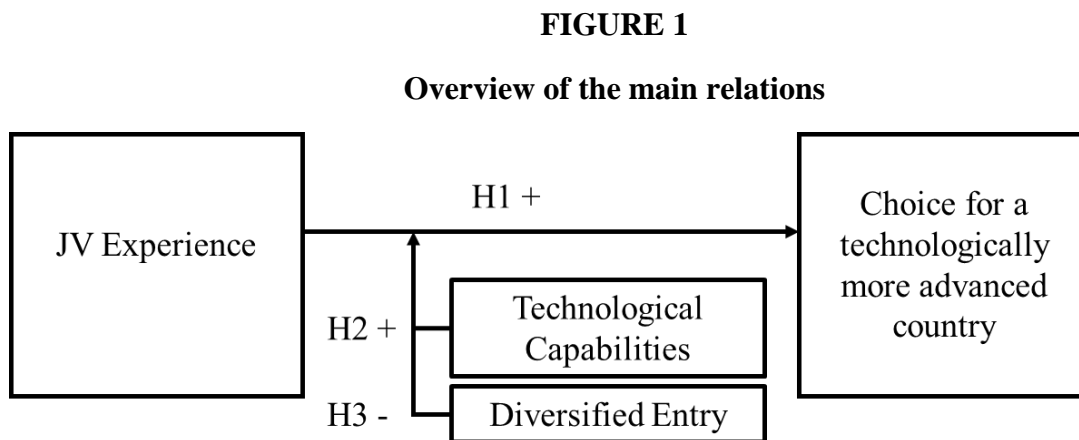 FIGURE 1
Overview of the main relations
JV Experience
H1 +
Choice for a
technologically
more advanced
country
H2 +
Technological
Capabilities
H3 -
Diversified Entry